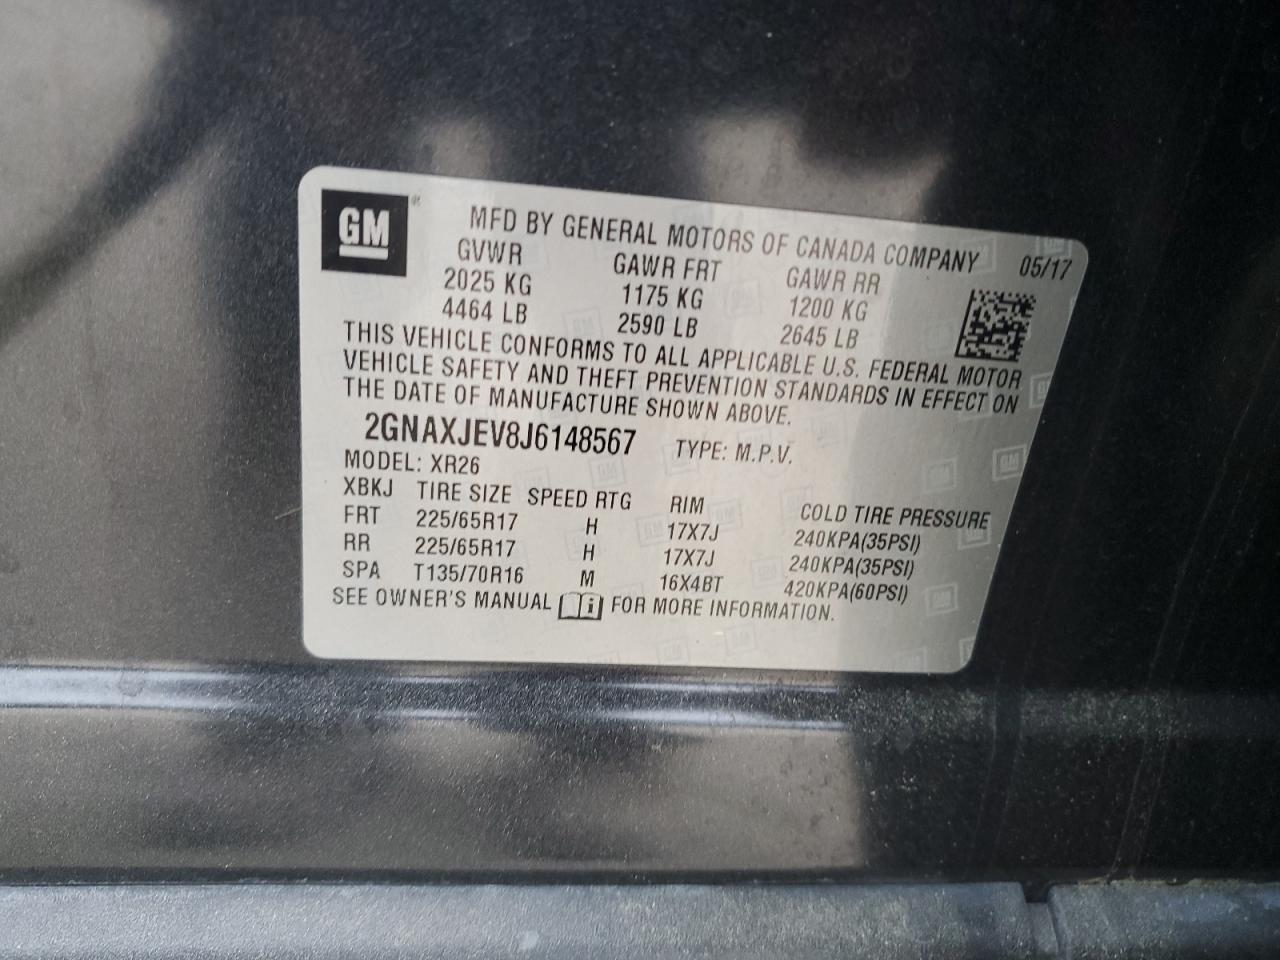 GM
MFD BY GENERAL MOTORS OF CANADA COMPANY 05/17
GVWR GAWR FRT GAWR RR
2025 KG 1175 KG 1200 KG
4464 LB 2590 LB 2645 LB
THIS VEHICLE CONFORMS TO ALL APPLICABLE U.S. FEDERAL MOTOR
VEHICLE SAFETY AND THEFT PREVENTION STANDARDS IN EFFECT ON
THE DATE OF MANUFACTURE SHOWN ABOVE.
2GNAXJEV8J6148567 TYPE: M.P.V.
MODEL: XR26
XBKJ TIRE SIZE SPEED RTG RIM COLD TIRE PRESSURE
FRT 225/65R17 H 17X7J 240KPA(35PSI)
RR 225/65R17 H 17X7J 240KPA(35PSI)
SPA T135/70R16 M 16X4BT 420KPA(60PSI)
SEE OWNER'S MANUAL i FOR MORE INFORMATION.